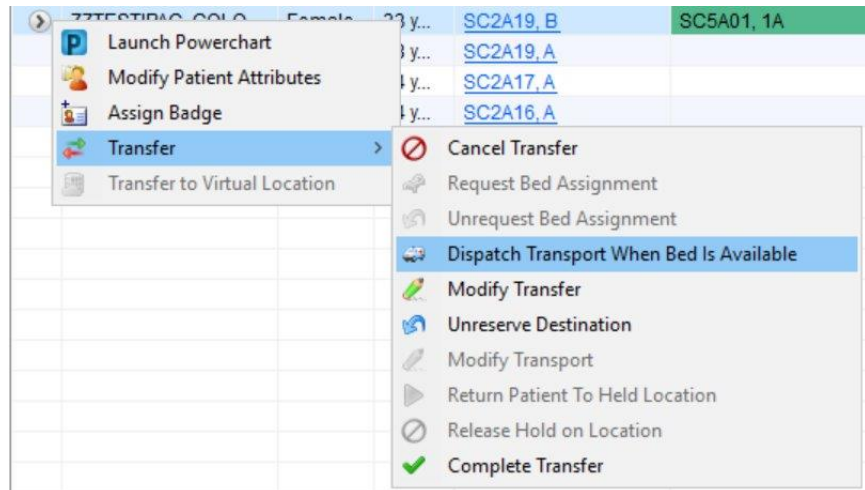 Female 23 y... SC2A19, B SC5A01, 1A
Launch Powerchart
y... SC2A19, A
Modify Patient Attributes
y... SC2A17, A
Assign Badge
y... SC2A16, A
Transfer
Cancel Transfer
Transfer to Virtual Location
Request Bed Assignment
Unrequest Bed Assignment
Dispatch Transport When Bed Is Available
Modify Transfer
Unreserve Destination
Modify Transport
Return Patient To Held Location
Release Hold on Location
Complete Transfer